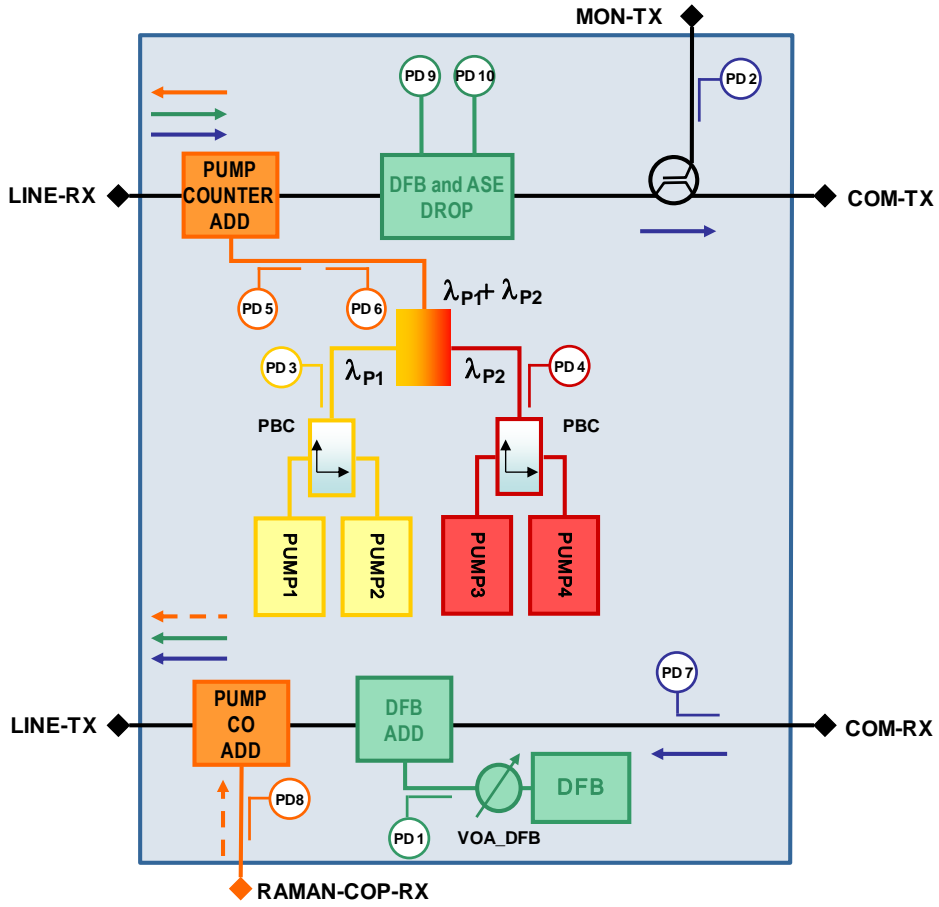 MON-TX
PD 9
PD 10
PD 2
PUMP
COUNTER
ADD
DFB and ASE
DROP
LINE-RX
COM-TX
PD 5
PD 6
λP1+ λP2
PD 3
λP1
λP2
PD 4
PBC
PBC
PUMP1
PUMP2
PUMP3
PUMP4
PD 7
PUMP
CO
ADD
DFB
ADD
LINE-TX
COM-RX
PD8
DFB
PD 1
VOA_DFB
RAMAN-COP-RX